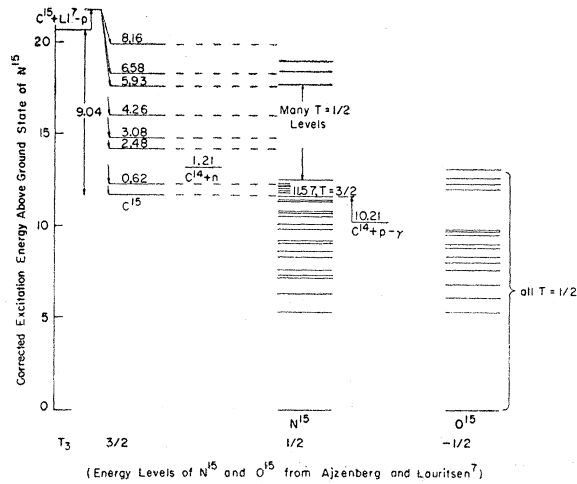 C¹⁵+Li⁷-p
Corrected Excitation Energy Above Ground State of N¹⁵
20
15
10
5
0
9.04
8.16
6.58
5.93
4.26
3.08
2.48
0.62
C¹⁵
1.21
C¹⁴+n
Many T = 1/2
Levels
11.57, T = 3/2
10.21
C¹⁴+p-γ
all T = 1/2
N¹⁵
O¹⁵
T₃ 3/2 1/2 -1/2
(Energy Levels of N¹⁵ and O¹⁵ from Ajzenberg and Lauritsen⁷)